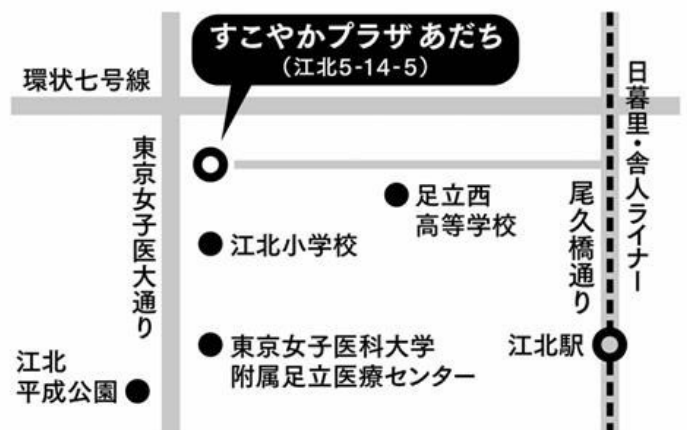 すこやかプラザ あだち
(江北5-14-5)
環状七号線
日暮里・舎人ライナー
東京女子医大通り
足立西
高等学校
尾久橋通り
江北小学校
東京女子医科大学
附属足立医療センター
江北駅
江北
平成公園